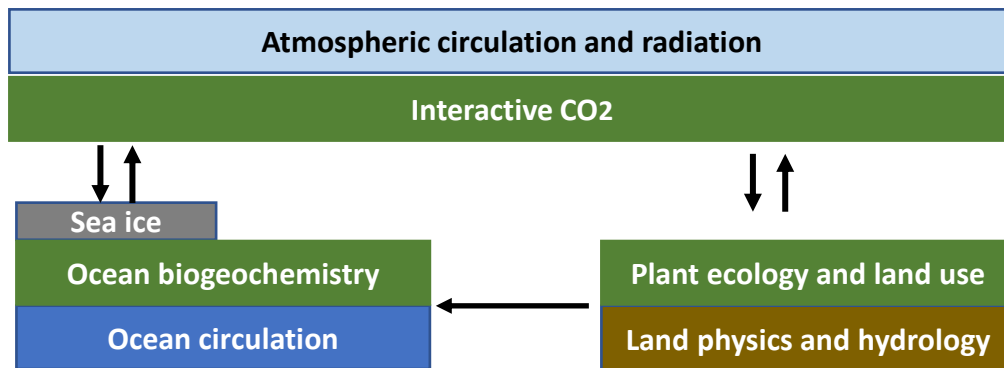 Atmospheric circulation and radiation
Interactive CO2
Sea ice
Ocean biogeochemistry
Plant ecology and land use
Ocean circulation
Land physics and hydrology